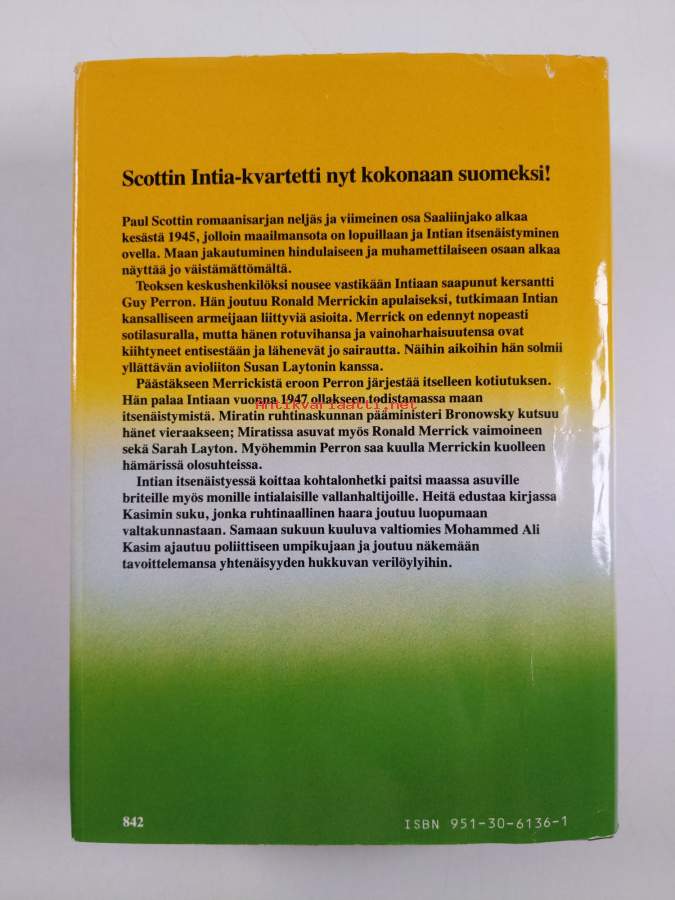 Scottin Intia-kvartetti nyt kokonaan suomeksi!
Paul Scottin romaanisarjan neljäs ja viimeinen osa Saaliinjako alkaa
kesästä 1945, jolloin maailmansota on lopuillaan ja Intian itsenäistyminen
ovella. Maan jakautuminen hindulaiseen ja muhamettilaiseen osaan alkaa
näyttää jo väistämättömältä.
Teoksen keskushenkilöksi nousee vastikään Intiaan saapunut kersantti
Guy Perron. Hän joutuu Ronald Merrickin apulaiseksi, tutkimaan Intian
kansalliseen armeijaan liittyviä asioita. Merrick on edennyt nopeasti
sotilasuralla, mutta hänen rotuvihansa ja vainoharhaisuutensa ovat
kiihtyneet entisestään ja lähenevät jo sairautta. Näihin aikoihin hän solmii
yllättävän avioliiton Susan Laytonin kanssa.
Päästäkseen Merrickistä eroon Perron järjestää itselleen kotiutuksen.
Hän palaa Intiaan vuonna 1947 ollakseen todistamassa maan
Antikvariaatti.net
itsenäistymistä. Miratin ruhtinaskunnan pääministeri Bronowsky kutsuu
hänet vieraakseen; Miratissa asuvat myös Ronald Merrick vaimoineen
sekä Sarah Layton. Myöhemmin Perron saa kuulla Merrickin kuolleen
hämärissä olosuhteissa.
Intian itsenäistyessä koittaa kohtalonhetki paitsi maassa asuville
briteille myös monille intialaisille vallanhaltijoille. Heitä edustaa kirjassa
Kasimin suku, jonka ruhtinaallinen haara joutuu luopumaan
valtakunnastaan. Samaan sukuun kuuluva valtiomies Mohammed Ali
Kasim ajautuu poliittiseen umpikujaan ja joutuu näkemään
tavoittelemansa yhtenäisyyden hukkuvan verilöylyihin.
842
ISBN 951-30-6136-1